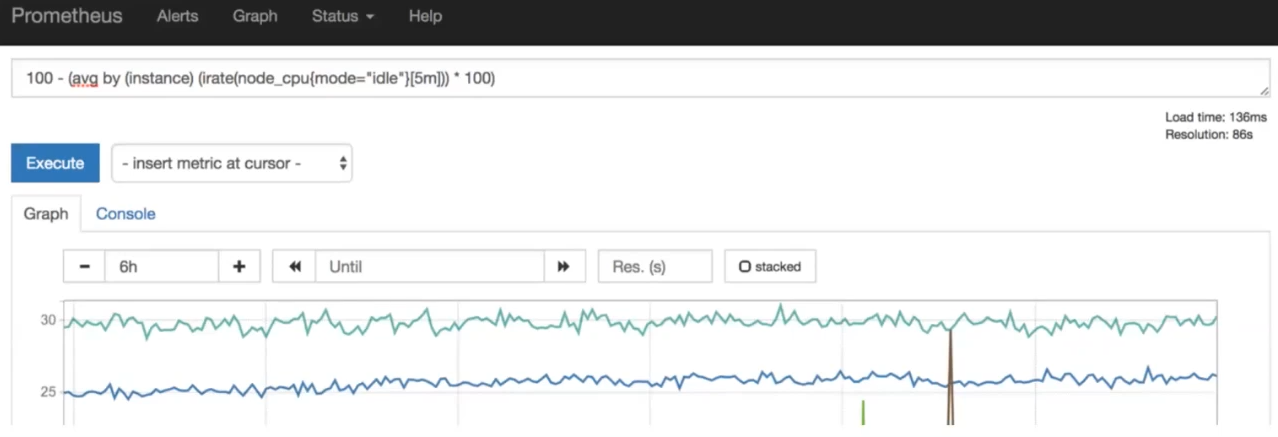 Prometheus Alerts Graph Status Help
100 - (avg by (instance) (irate(node_cpu{mode="idle"}[5m])) * 100)
Load time: 136ms
Resolution: 86s
Execute - insert metric at cursor -
Graph Console
- 6h + Until Res. (s) stacked
30
25